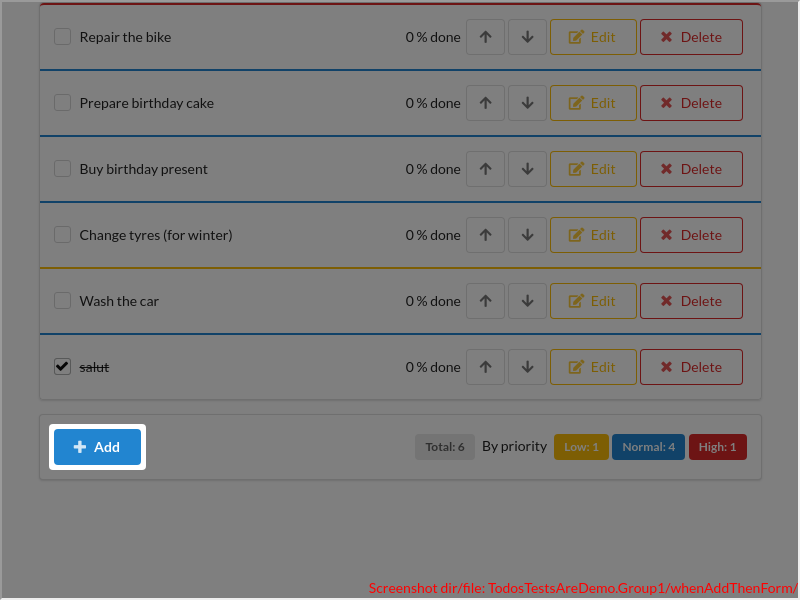 Repair the bike 0 % done Edit Delete
Prepare birthday cake 0 % done Edit Delete
Buy birthday present 0 % done Edit Delete
Change tyres (for winter) 0 % done Edit Delete
Wash the car 0 % done Edit Delete
salut 0 % done Edit Delete
Add Total: 6 By priority Low: 1 Normal: 4 High: 1
Screenshot dir/file: TodosTestsAreDemo.Group1/whenAddThenForm/